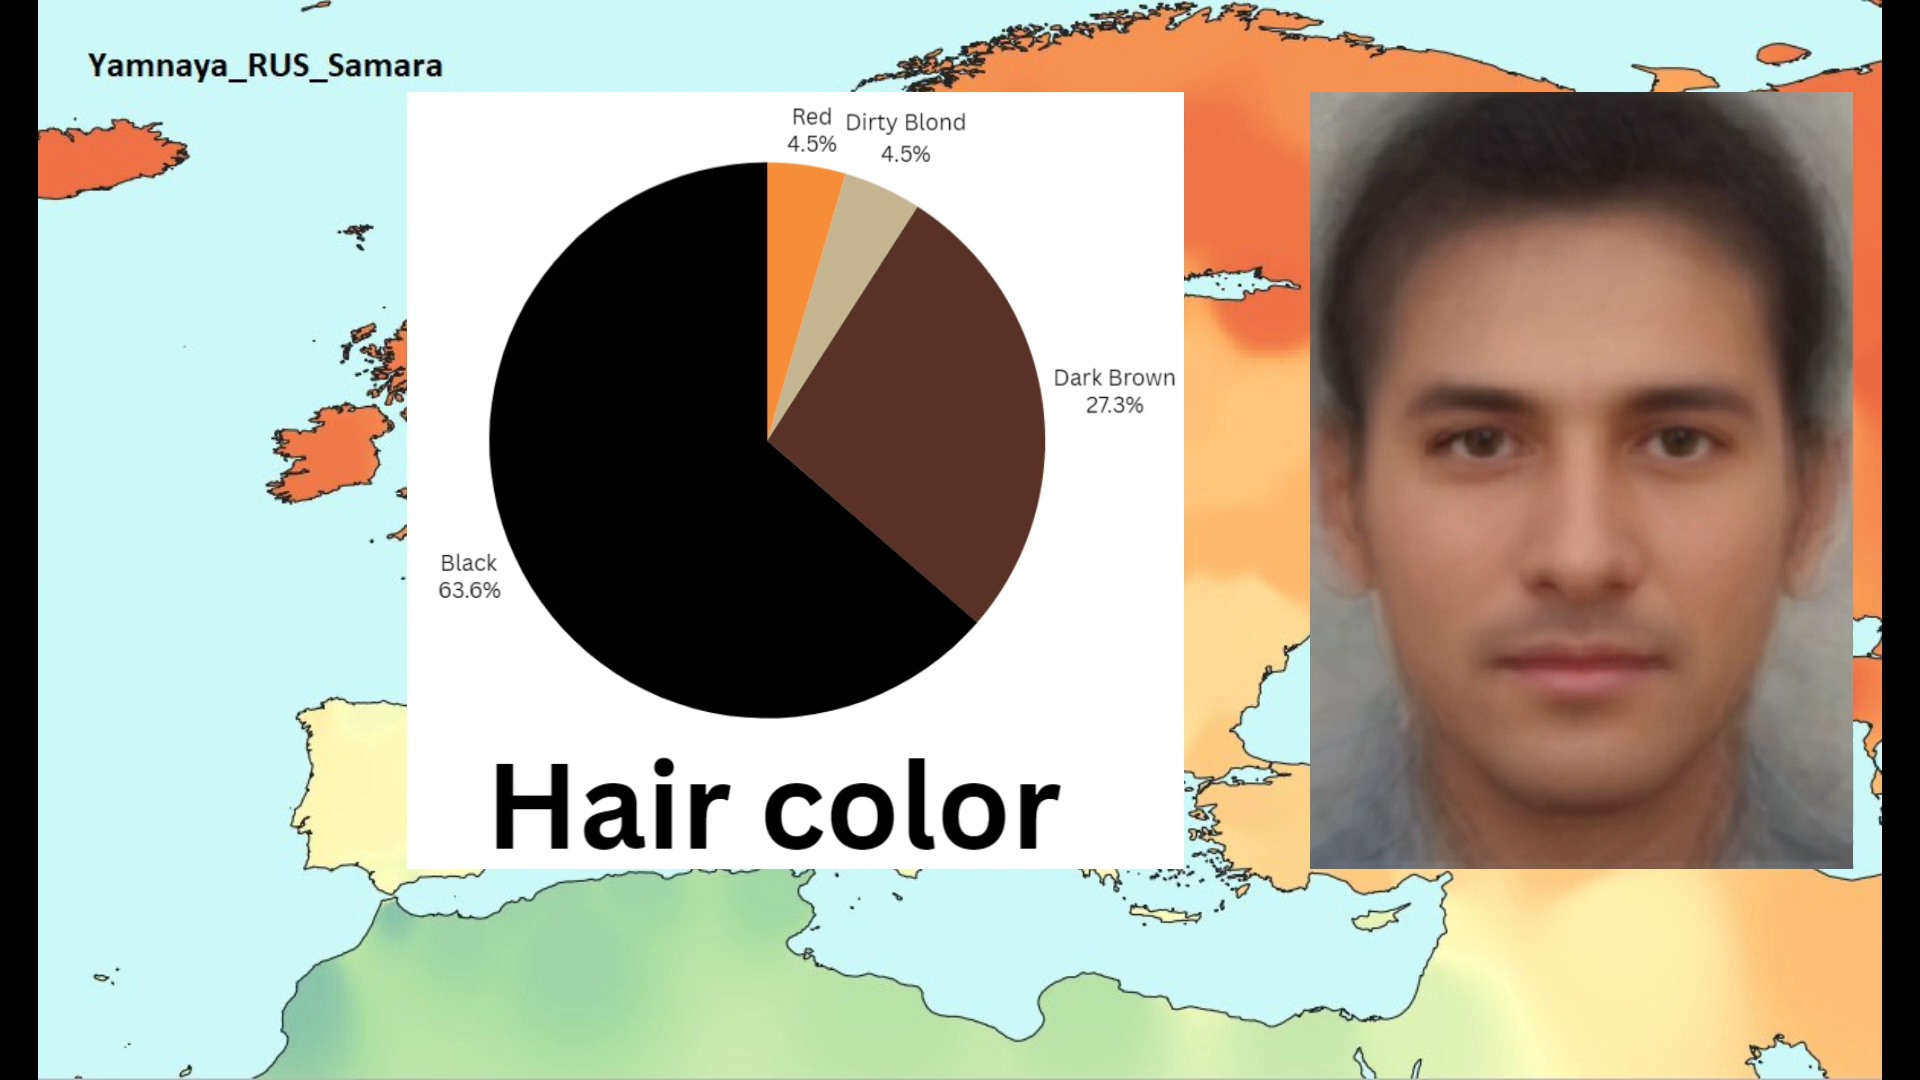 Yamnaya_RUS_Samara
Red
4.5%
Dirty Blond
4.5%
Dark Brown
27.3%
Black
63.6%
Hair color